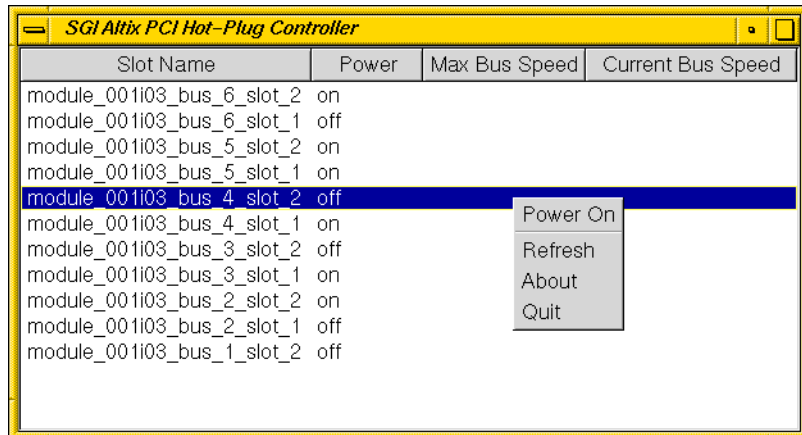 SGI Altix PCI Hot-Plug Controller
Slot Name Power Max Bus Speed Current Bus Speed
module_001i03_bus_6_slot_2 on
module_001i03_bus_6_slot_1 off
module_001i03_bus_5_slot_2 on
module_001i03_bus_5_slot_1 on
module_001i03_bus_4_slot_2 off
module_001i03_bus_4_slot_1 on
module_001i03_bus_3_slot_2 off
module_001i03_bus_3_slot_1 on
module_001i03_bus_2_slot_2 on
module_001i03_bus_2_slot_1 off
module_001i03_bus_1_slot_2 off
Power On
Refresh
About
Quit